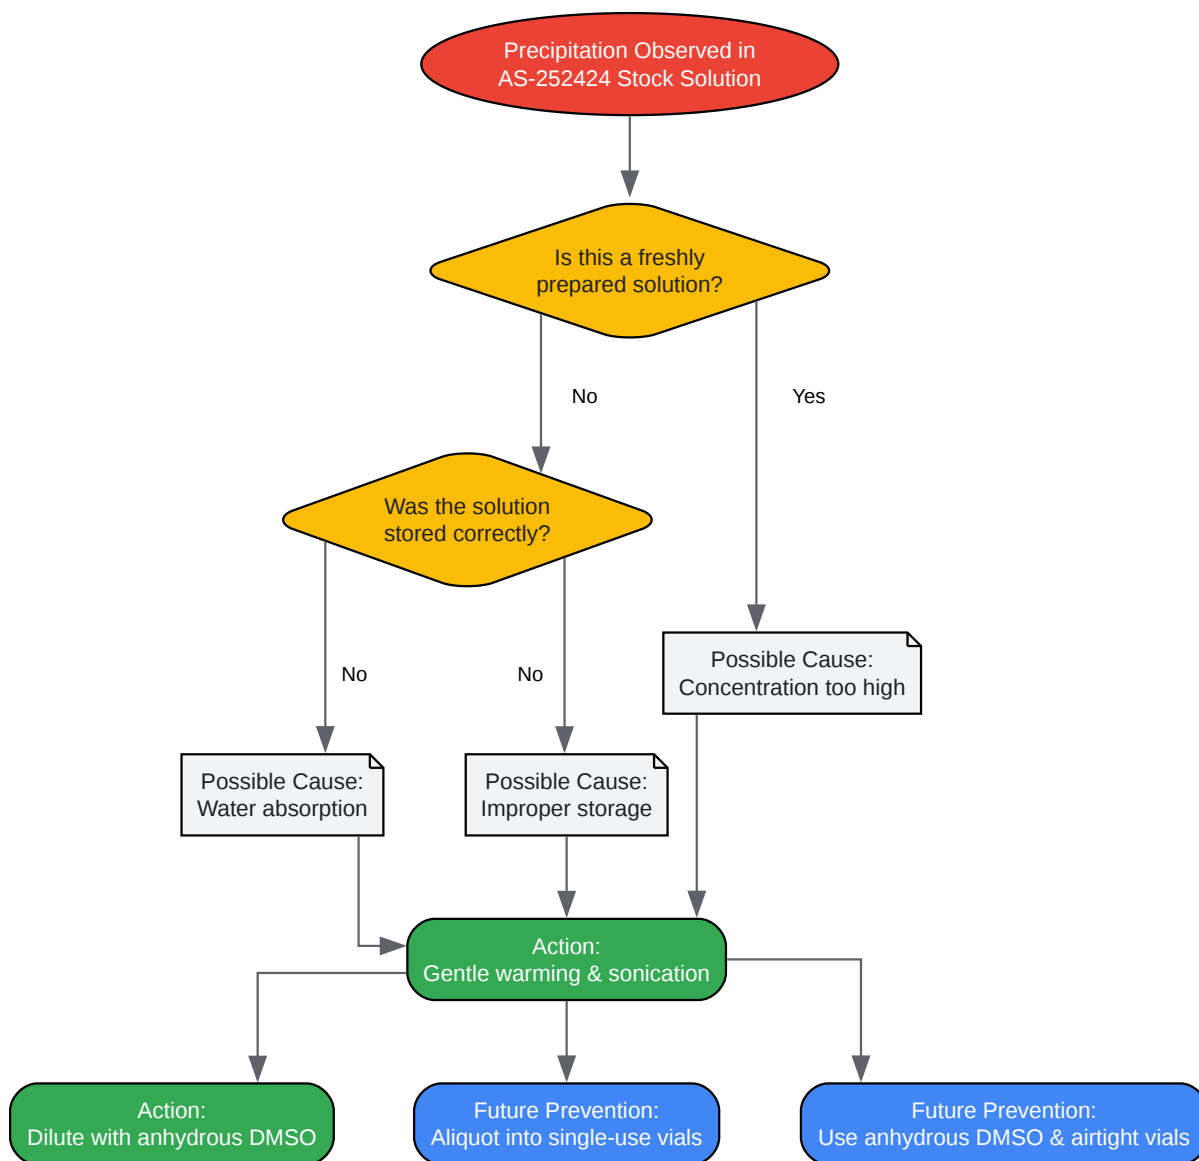 Precipitation Observed in
AS-252424 Stock Solution
Is this a freshly
prepared solution?
No
Yes
Was the solution
stored correctly?
No
No
Possible Cause:
Concentration too high
Possible Cause:
Water absorption
Possible Cause:
Improper storage
Action:
Gentle warming & sonication
Action:
Dilute with anhydrous DMSO
Future Prevention:
Aliquot into single-use vials
Future Prevention:
Use anhydrous DMSO & airtight vials